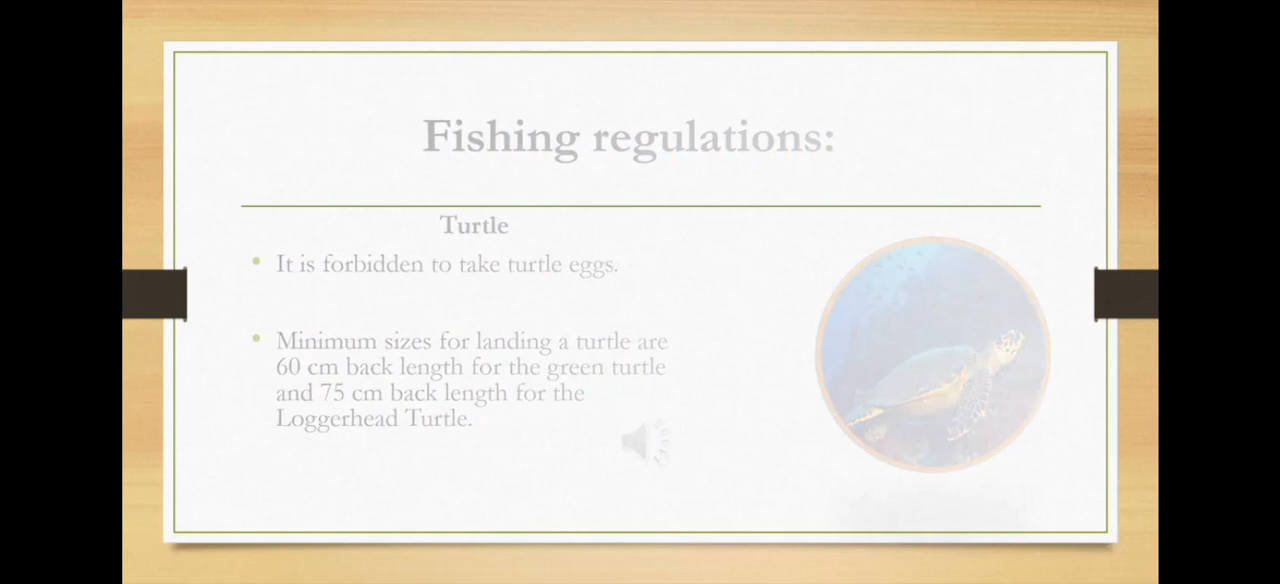 Fishing regulations:
Turtle
• It is forbidden to take turtle eggs.
• Minimum sizes for landing a turtle are
60 cm back length for the green turtle
and 75 cm back length for the
Loggerhead Turtle.